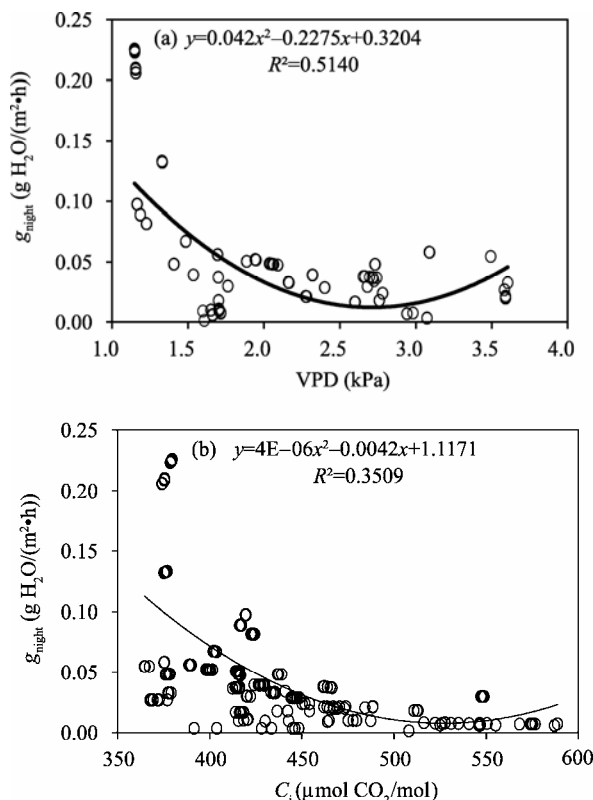 (a) y=0.042x²–0.2275x+0.3204
R²=0.5140
g_night (g H₂O/(m²•h))
0.25
0.20
0.15
0.10
0.05
0.00
1.0 1.5 2.0 2.5 3.0 3.5 4.0
VPD (kPa)
(b) y=4E–06x²–0.0042x+1.1171
R²=0.3509
g_night (g H₂O/(m²•h))
0.25
0.20
0.15
0.10
0.05
0.00
350 400 450 500 550 600
C_i (μmol CO₂/mol)